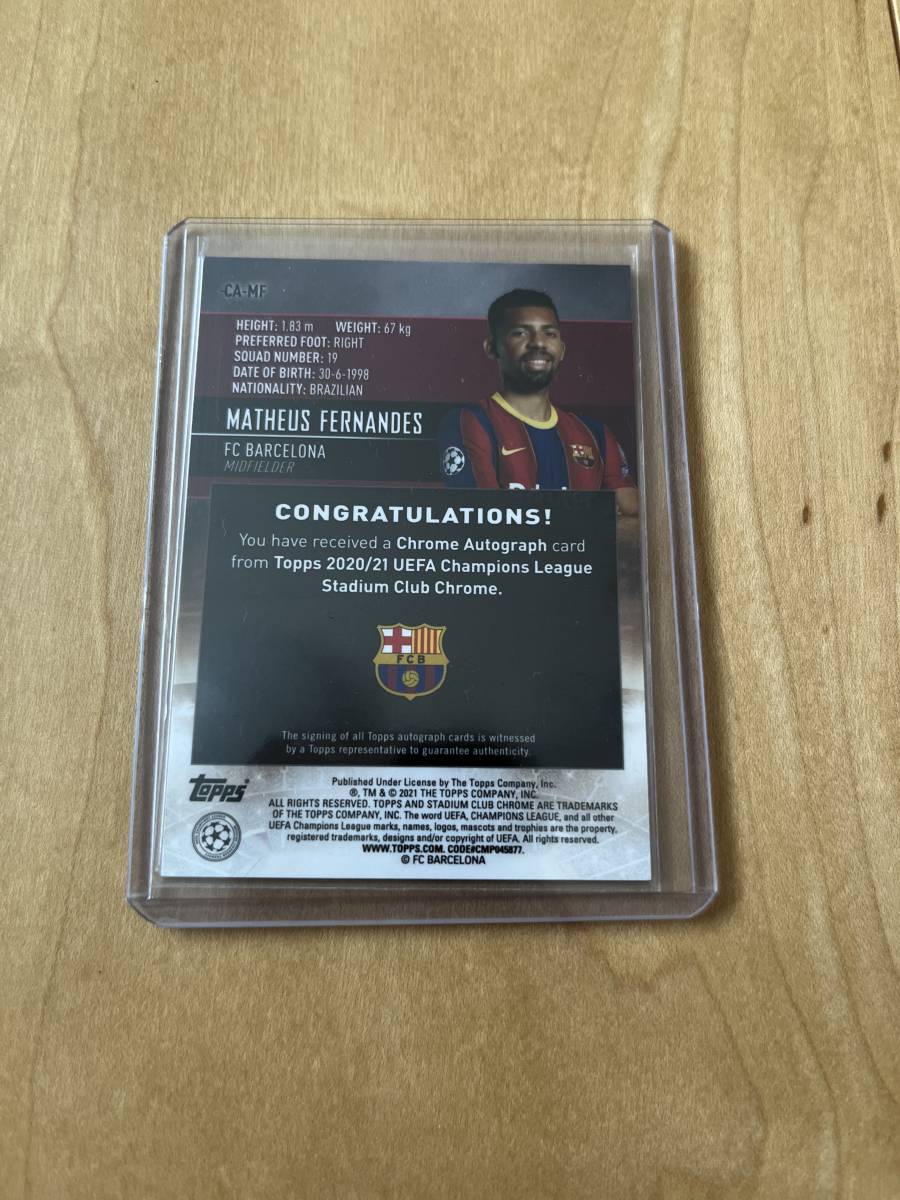 CA-MF
HEIGHT: 1.83 m WEIGHT: 67 kg
PREFERRED FOOT: RIGHT
SQUAD NUMBER: 19
DATE OF BIRTH: 30-6-1998
NATIONALITY: BRAZILIAN
MATHEUS FERNANDES
FC BARCELONA
MIDFIELDER
CONGRATULATIONS!
You have received a Chrome Autograph card
from Topps 2020/21 UEFA Champions League
Stadium Club Chrome.
FCB
The signing of all Topps autograph cards is witnessed
by a Topps representative to guarantee authenticity.
Topps
Published Under License by The Topps Company, Inc.
®, TM & © 2021 THE TOPPS COMPANY, INC.
ALL RIGHTS RESERVED. TOPPS AND STADIUM CLUB CHROME ARE TRADEMARKS
OF THE TOPPS COMPANY, INC. The word UEFA, CHAMPIONS LEAGUE, and all other
UEFA Champions League marks, names, logos, mascots and trophies are the property,
registered trademarks, designs and/or copyright of UEFA. All rights reserved.
WWW.TOPPS.COM. CODE#CMP045877.
© FC BARCELONA